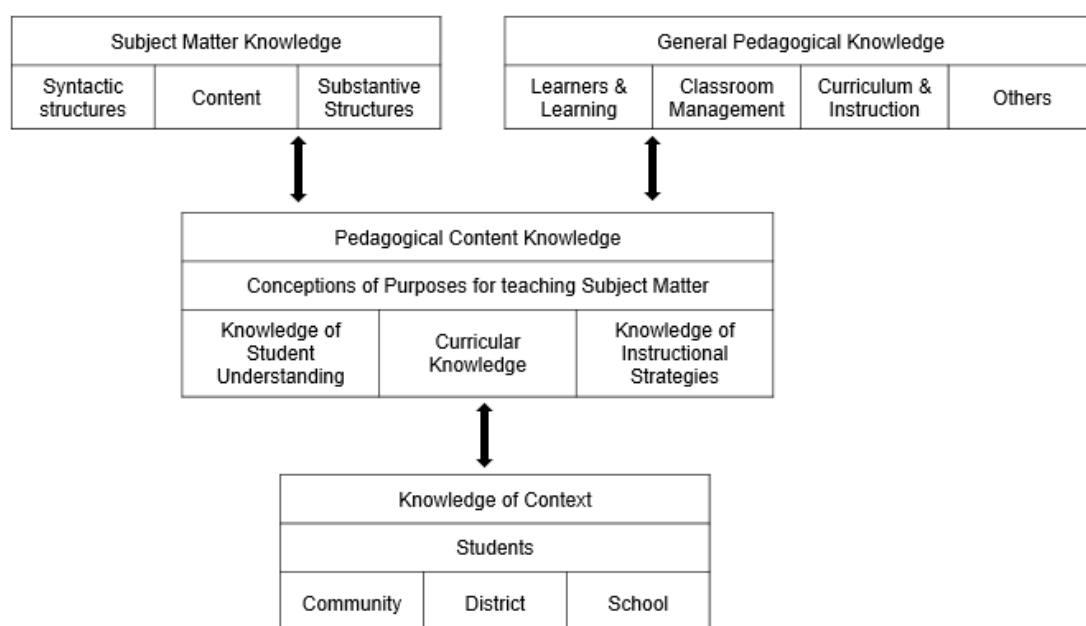 Subject Matter Knowledge
Syntactic
structures
Content
Substantive
Structures
General Pedagogical Knowledge
Learners &
Learning
Classroom
Management
Curriculum &
Instruction
Others
Pedagogical Content Knowledge
Conceptions of Purposes for teaching Subject Matter
Knowledge of
Student
Understanding
Curricular
Knowledge
Knowledge of
Instructional
Strategies
Knowledge of Context
Students
Community
District
School